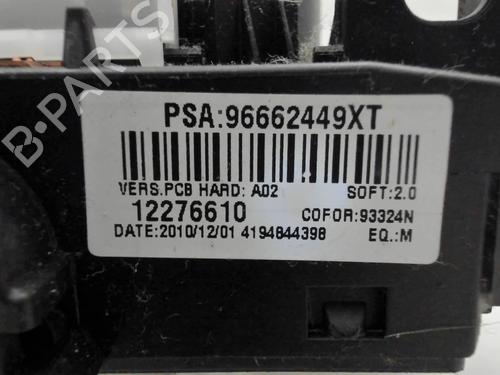 PSA:96662449XT
VERS.PCB HARD: A02 SOFT:2.0
12276610 COFOR:93324N
DATE:2010/12/01 4194844398 EQ.:M
B-PARTS